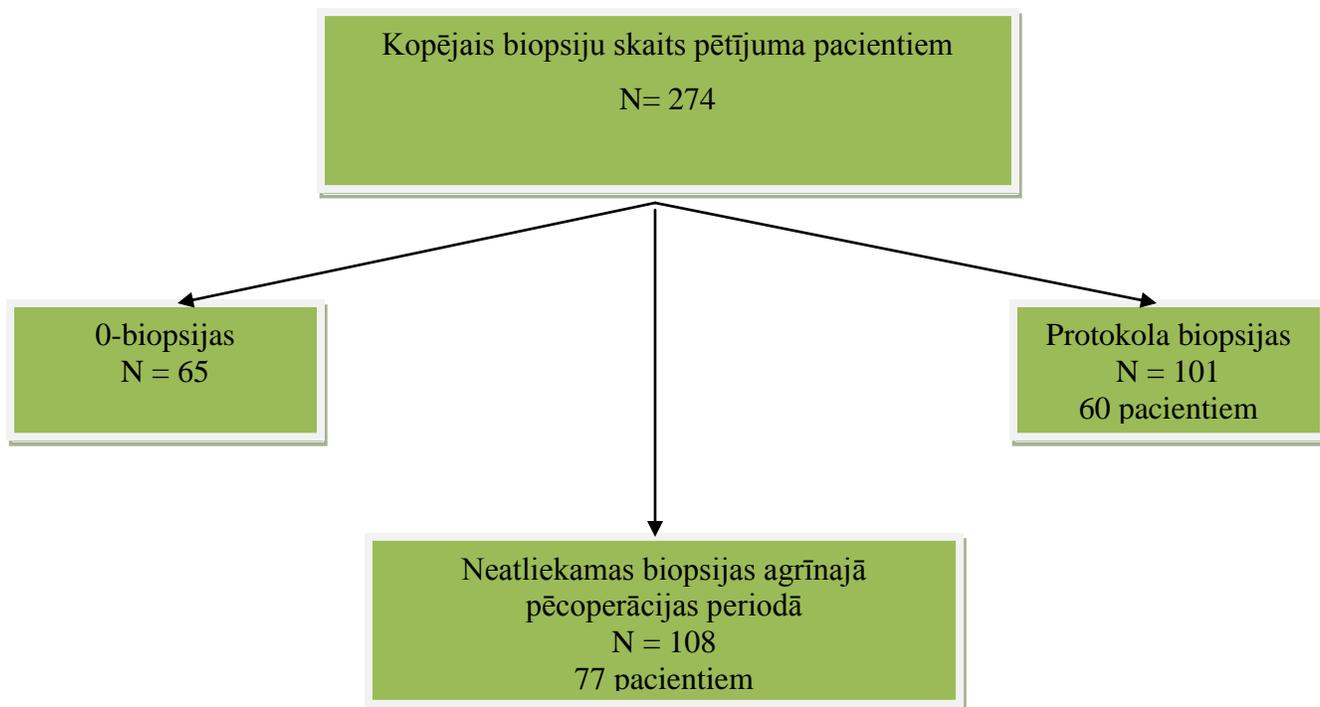 Kopējais biopsiju skaits pētījuma pacientiem
N= 274
0-biopsijas
N = 65
Protokola biopsijas
N = 101
60 pacientiem
Neatliekamas biopsijas agrīnajā
pēcoperācijas periodā
N = 108
77 pacientiem